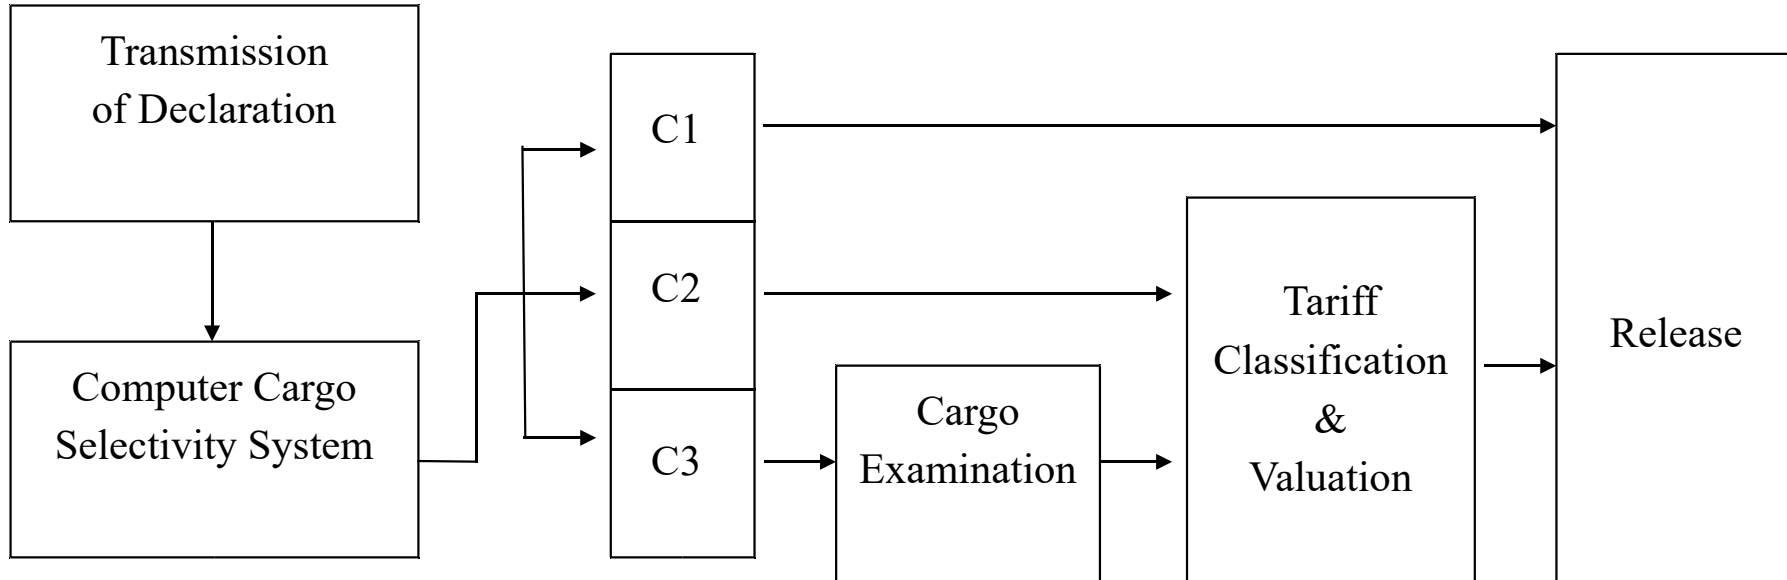 Transmission
of Declaration
Computer Cargo
Selectivity System
C1
C2
C3
Cargo
Examination
Tariff
Classification
&
Valuation
Release